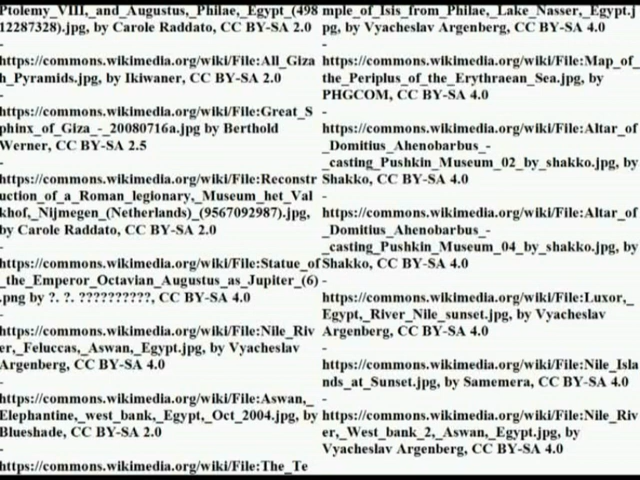 Ptolemy_VIII,_and_Augustus,_Philae,_Egypt_(498
12287328).jpg, by Carole Raddato, CC BY-SA 2.0
-
https://commons.wikimedia.org/wiki/File:All_Giza
h_Pyramids.jpg, by Ikiwaner, CC BY-SA 2.0
-
https://commons.wikimedia.org/wiki/File:Great_S
phinx_of_Giza_-_20080716a.jpg by Berthold
Werner, CC BY-SA 2.5
-
https://commons.wikimedia.org/wiki/File:Reconstr
uction_of_a_Roman_legionary,_Museum_het_Val
khof,_Nijmegen_(Netherlands)_(9567092987).jpg,
by Carole Raddato, CC BY-SA 2.0
-
https://commons.wikimedia.org/wiki/File:Statue_of
_the_Emperor_Octavian_Augustus_as_Jupiter_(6)
.png by ?. ?. ??????????, CC BY-SA 4.0
-
https://commons.wikimedia.org/wiki/File:Nile_Riv
er,_Feluccas,_Aswan,_Egypt.jpg, by Vyacheslav
Argenberg, CC BY-SA 4.0
-
https://commons.wikimedia.org/wiki/File:Aswan,_
Elephantine,_west_bank,_Egypt,_Oct_2004.jpg, by
Blueshade, CC BY-SA 2.0
-
https://commons.wikimedia.org/wiki/File:The_Te
mple_of_Isis_from_Philae,_Lake_Nasser,_Egypt.j
pg, by Vyacheslav Argenberg, CC BY-SA 4.0
-
https://commons.wikimedia.org/wiki/File:Map_of_
the_Periplus_of_the_Erythraean_Sea.jpg, by
PHGCOM, CC BY-SA 4.0
-
https://commons.wikimedia.org/wiki/File:Altar_of
_Domitius_Ahenobarbus_-
_casting_Pushkin_Museum_02_by_shakko.jpg, by
Shakko, CC BY-SA 4.0
-
https://commons.wikimedia.org/wiki/File:Altar_of
_Domitius_Ahenobarbus_-
_casting_Pushkin_Museum_04_by_shakko.jpg, by
Shakko, CC BY-SA 4.0
-
https://commons.wikimedia.org/wiki/File:Luxor,_
Egypt,_River_Nile_sunset.jpg, by Vyacheslav
Argenberg, CC BY-SA 4.0
-
https://commons.wikimedia.org/wiki/File:Nile_Isla
nds_at_Sunset.jpg, by Samemera, CC BY-SA 4.0
-
https://commons.wikimedia.org/wiki/File:Nile_Riv
er,_West_bank_2,_Aswan,_Egypt.jpg, by
Vyacheslav Argenberg, CC BY-SA 4.0